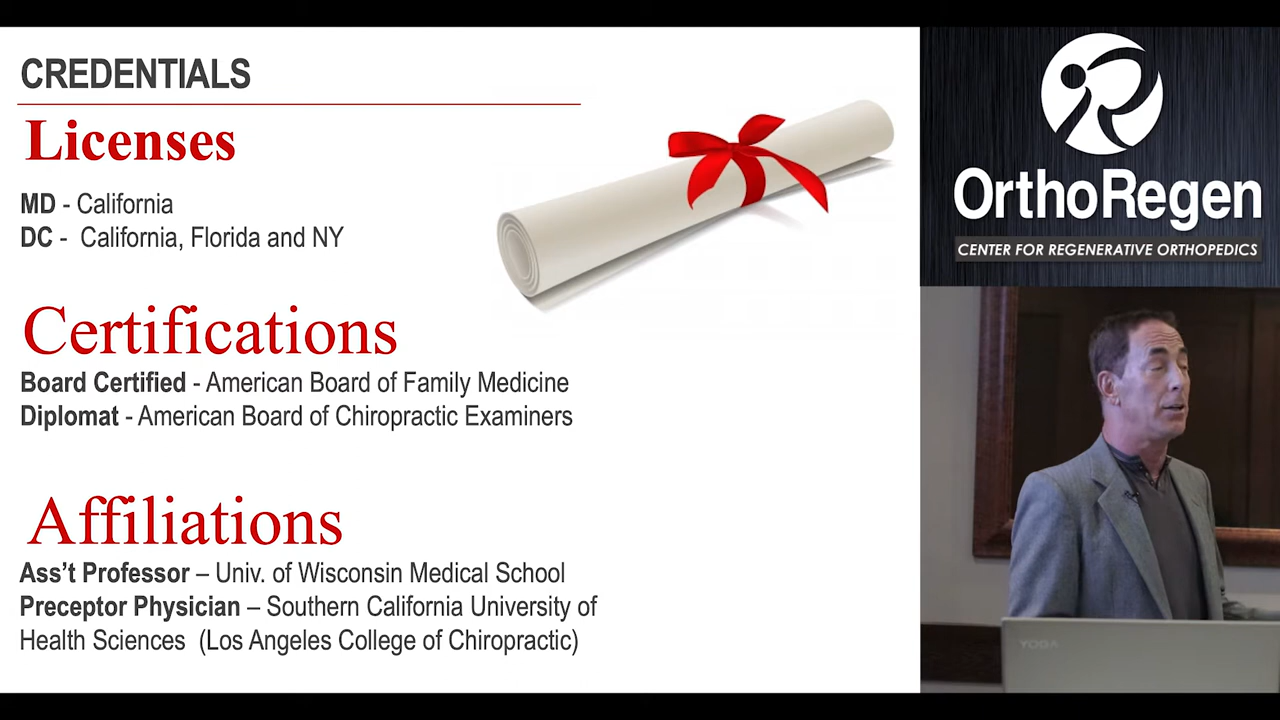 CREDENTIALS
Licenses
MD - California
DC - California, Florida and NY
Certifications
Board Certified - American Board of Family Medicine
Diplomat - American Board of Chiropractic Examiners
Affiliations
Ass't Professor – Univ. of Wisconsin Medical School
Preceptor Physician – Southern California University of
Health Sciences (Los Angeles College of Chiropractic)
OrthoRegen
CENTER FOR REGENERATIVE ORTHOPEDICS
YOGA